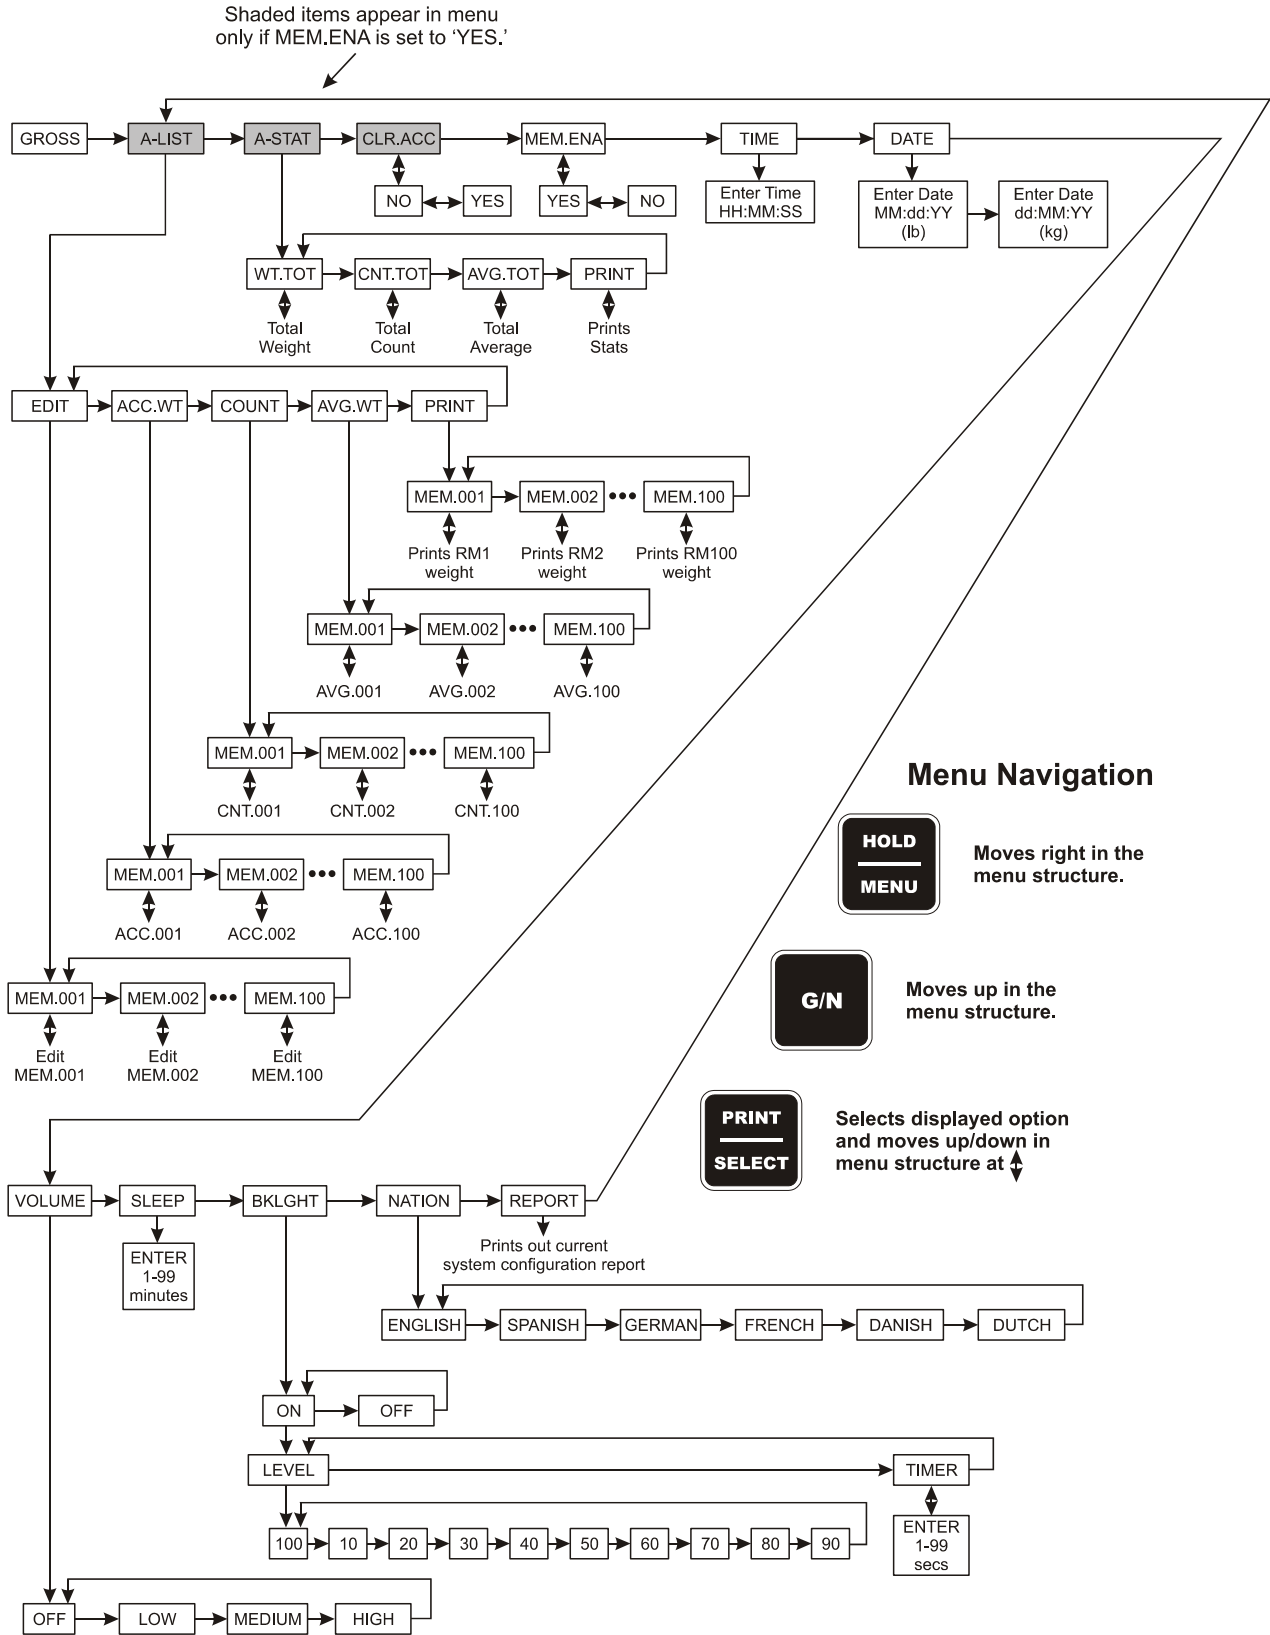 Shaded items appear in menu
only if MEM.ENA is set to ‘YES.’
GROSS
A-LIST
A-STAT
CLR.ACC
MEM.ENA
TIME
DATE
NO
YES
YES
NO
Enter Time
HH:MM:SS
Enter Date
MM:dd:YY
(lb)
Enter Date
dd:MM:YY
(kg)
WT.TOT
CNT.TOT
AVG.TOT
PRINT
Total
Weight
Total
Count
Total
Average
Prints
Stats
EDIT
ACC.WT
COUNT
AVG.WT
PRINT
MEM.001
MEM.002
MEM.100
Prints RM1
weight
Prints RM2
weight
Prints RM100
weight
MEM.001
MEM.002
MEM.100
AVG.001
AVG.002
AVG.100
MEM.001
MEM.002
MEM.100
CNT.001
CNT.002
CNT.100
Menu Navigation
HOLD
MENU
Moves right in the
menu structure.
MEM.001
MEM.002
MEM.100
ACC.001
ACC.002
ACC.100
G/N
Moves up in the
menu structure.
MEM.001
MEM.002
MEM.100
Edit
MEM.001
Edit
MEM.002
Edit
MEM.100
PRINT
SELECT
Selects displayed option
and moves up/down in
menu structure at
VOLUME
SLEEP
BKLGHT
NATION
REPORT
ENTER
1-99
minutes
Prints out current
system configuration report
ENGLISH
SPANISH
GERMAN
FRENCH
DANISH
DUTCH
ON
OFF
LEVEL
TIMER
100
10
20
30
40
50
60
70
80
90
ENTER
1-99
secs
OFF
LOW
MEDIUM
HIGH